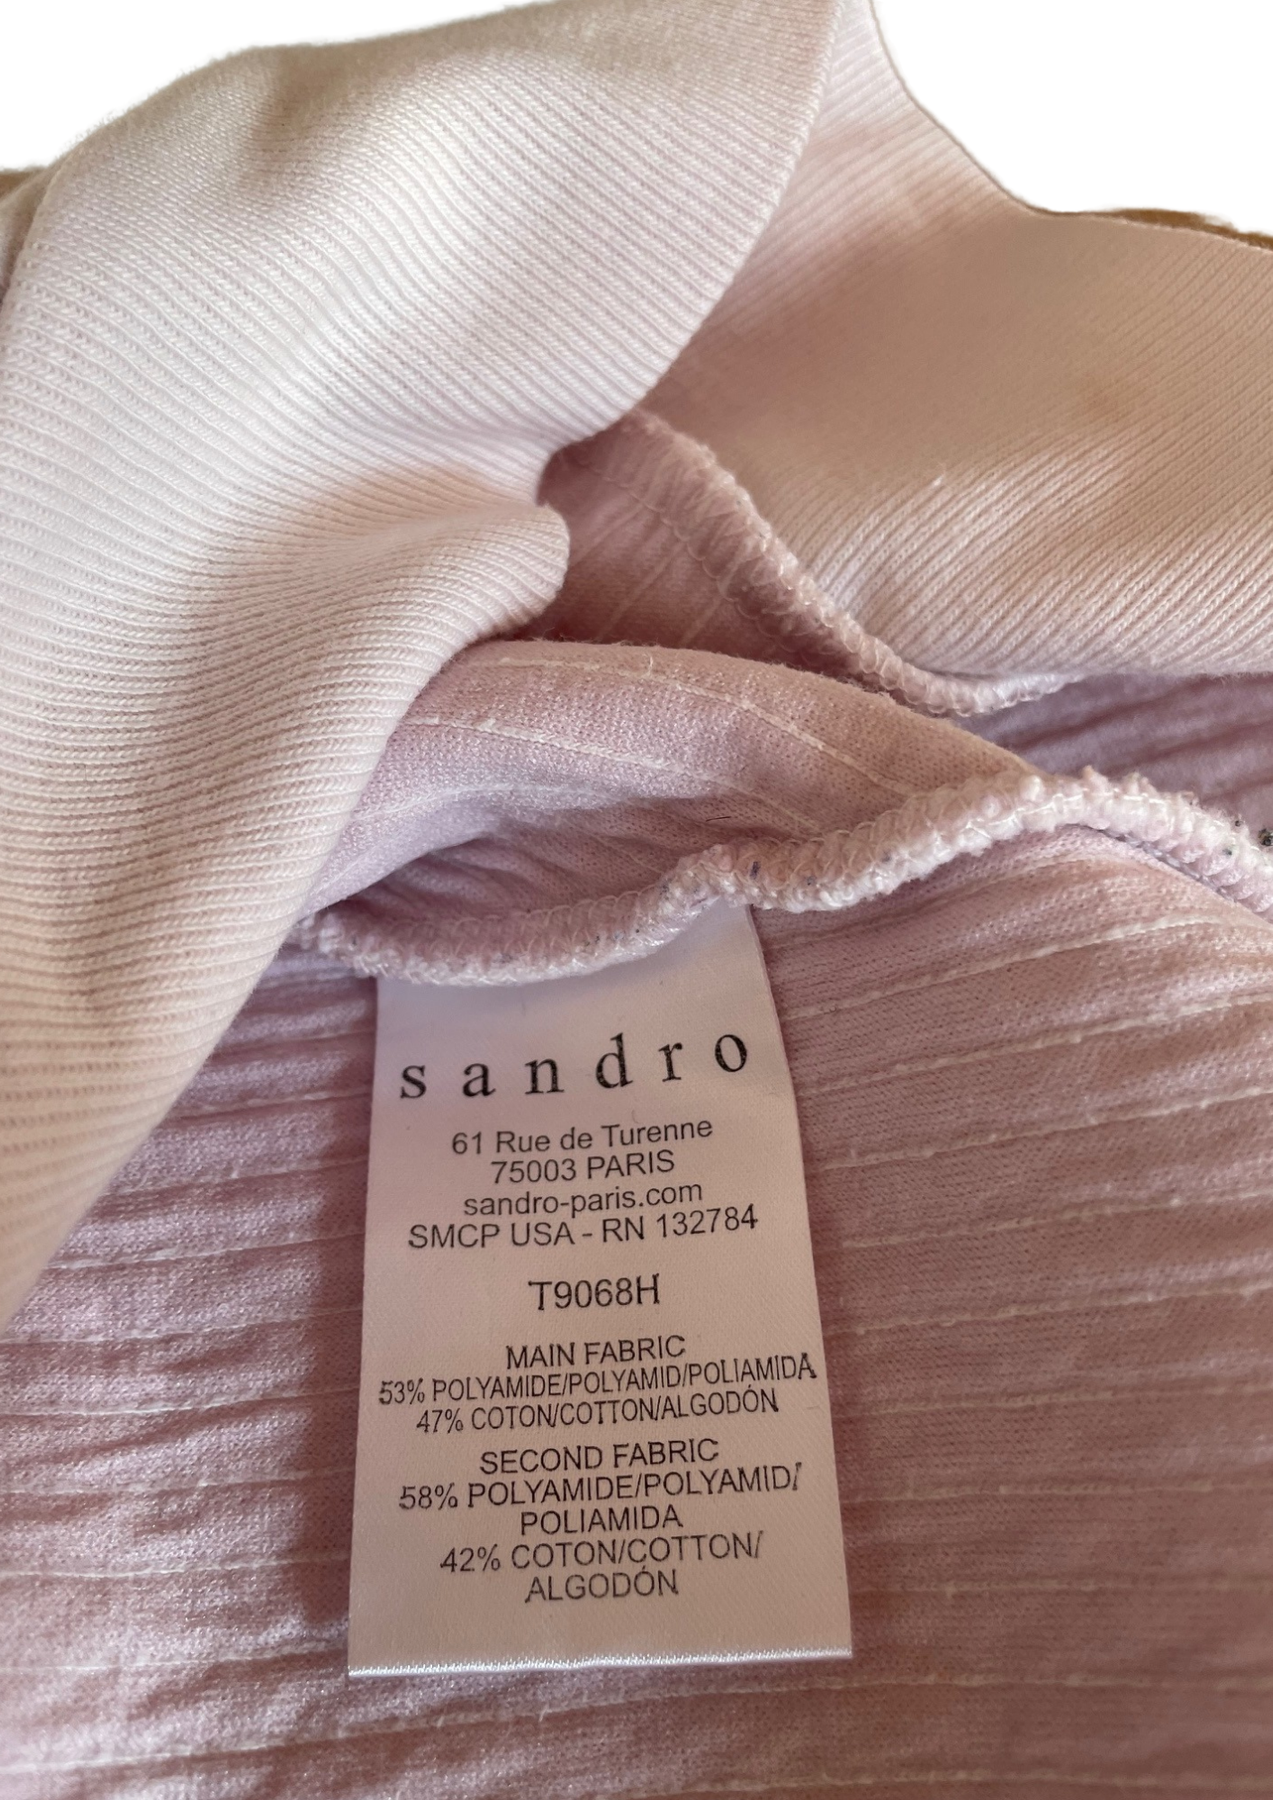 sandro
61 Rue de Turenne
75003 PARIS
sandro-paris.com
SMCP USA - RN 132784
T9068H
MAIN FABRIC
53% POLYAMIDE/POLYAMID/POLIAMIDA
47% COTON/COTTON/ALGODÓN
SECOND FABRIC
58% POLYAMIDE/POLYAMID/
POLIAMIDA
42% COTON/COTTON/
ALGODÓN